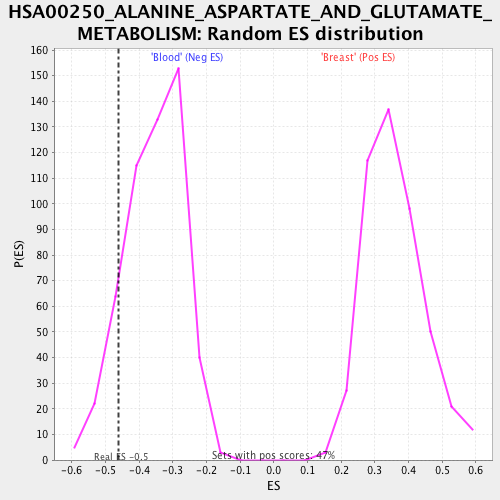 HSA00250_ALANINE_ASPARTATE_AND_GLUTAMATE_
METABOLISM: Random ES distribution
'Blood' (Neg ES)
'Breast' (Pos ES)
160
150
140
130
120
110
100
90
80
70
60
50
40
30
20
10
0
P(ES)
Real ES -0.5
Sets with pos scores: 47%
-0.6 -0.5 -0.4 -0.3 -0.2 -0.1 0.0 0.1 0.2 0.3 0.4 0.5 0.6
ES